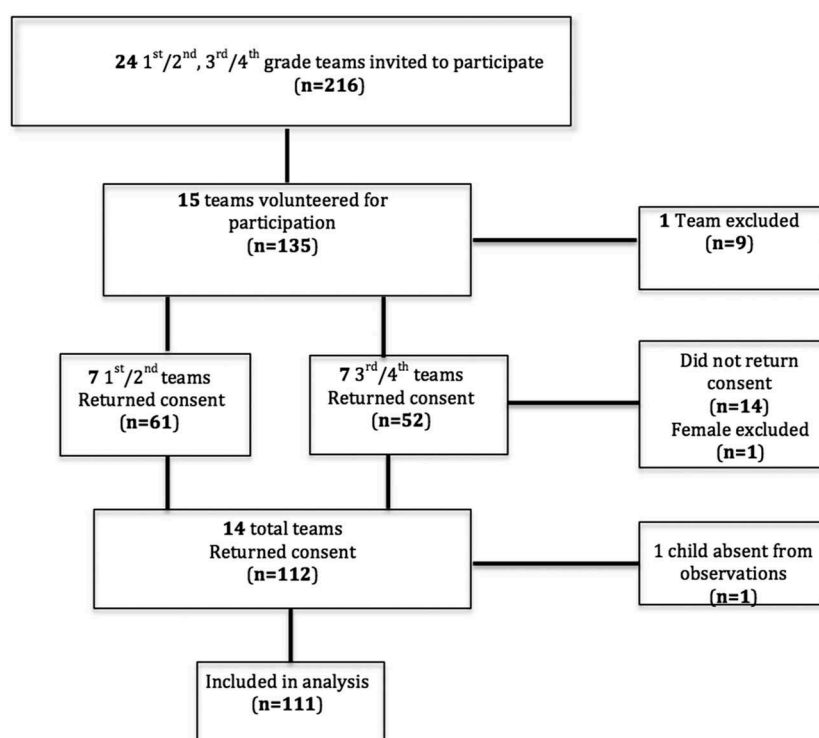 24 1st/2nd, 3rd/4th grade teams invited to participate
(n=216)
15 teams volunteered for
participation
(n=135)
1 Team excluded
(n=9)
7 1st/2nd teams
Returned consent
(n=61)
7 3rd/4th teams
Returned consent
(n=52)
Did not return
consent
(n=14)
Female excluded
(n=1)
14 total teams
Returned consent
(n=112)
1 child absent from
observations
(n=1)
Included in analysis
(n=111)